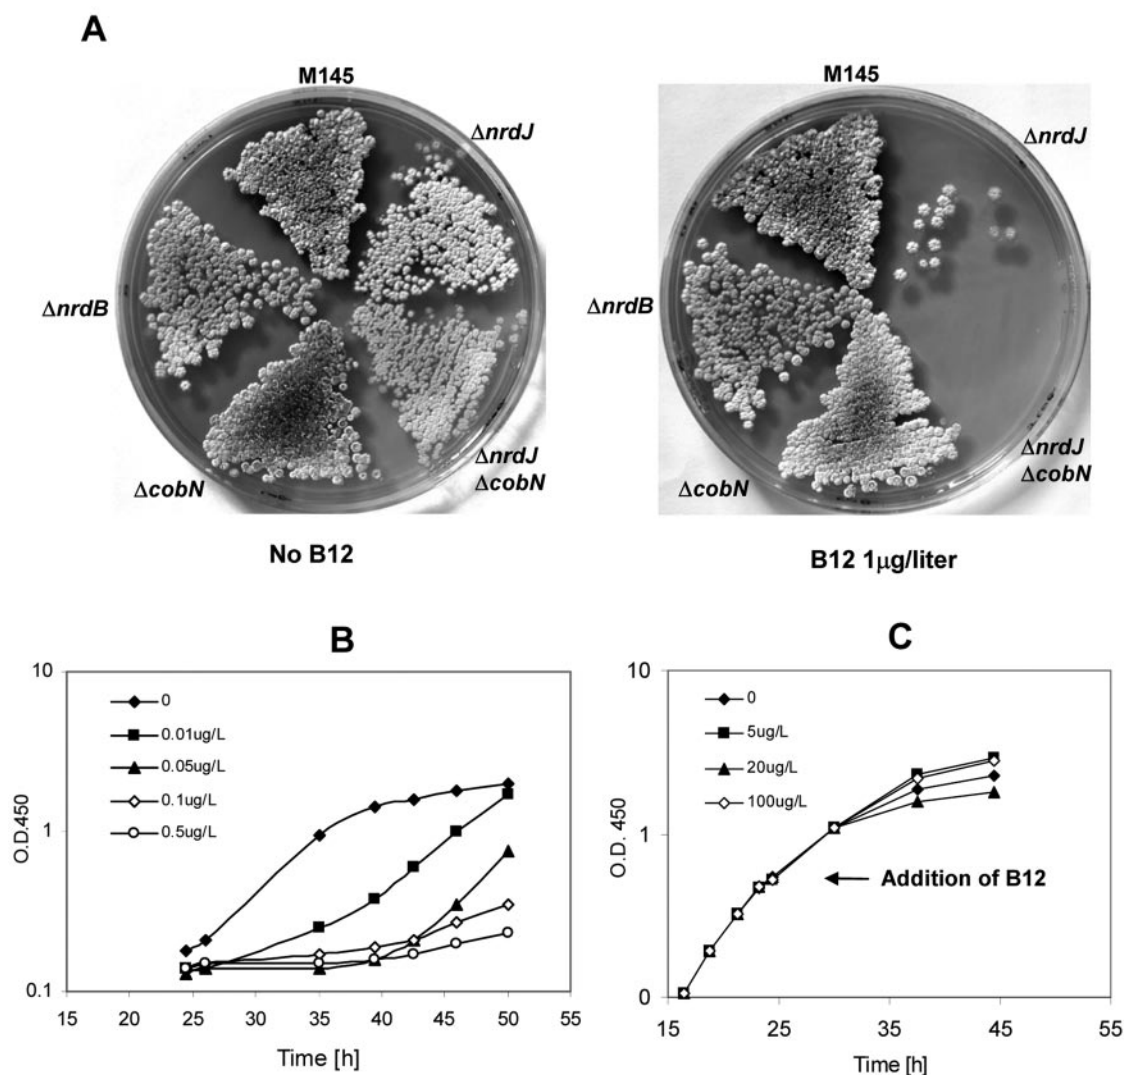 A
M145
ΔnrdJ
ΔnrdB
ΔcobN
ΔnrdJ
ΔcobN
No B12
M145
ΔnrdJ
ΔnrdB
ΔcobN
ΔnrdJ
ΔcobN
B12 1μg/liter
B
10
1
0.1
O.D.450
0
0.01ug/L
0.05ug/L
0.1ug/L
0.5ug/L
15 20 25 30 35 40 45 50 55
Time [h]
C
10
1
0
O.D. 450
0
5ug/L
20ug/L
100ug/L
Addition of B12
15 25 35 45 55
Time [h]